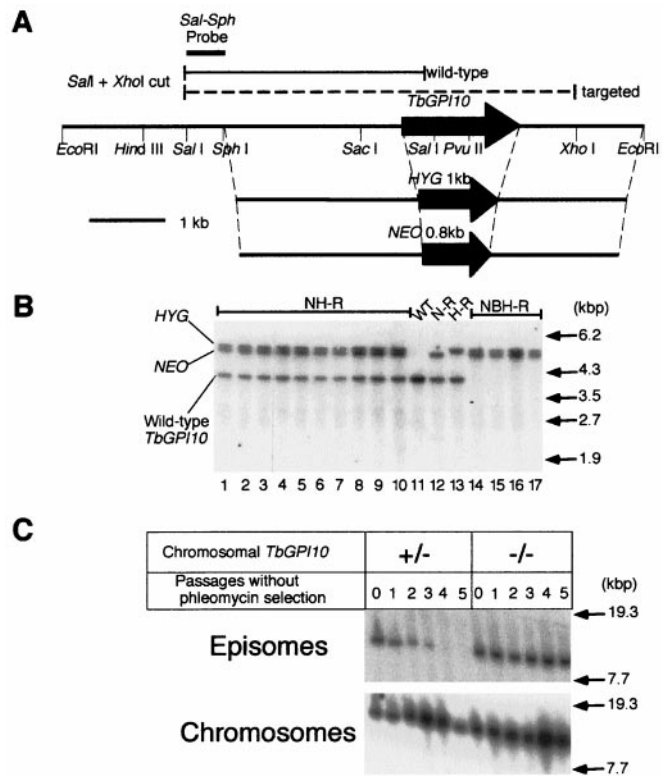 A
Sal-Sph
Probe
SalI + XhoI cut
wild-type
targeted
TbGPI10
EcoRI
Hind III
Sal I
Sph I
Sac I
Sal I
Pvu II
Xho I
EcoRI
HYG 1kb
1 kb
NEO 0.8kb
B
NH-R
WT
N-R
H-R
NBH-R
(kbp)
HYG
NEO
Wild-type
TbGPI10
6.2
4.3
3.5
2.7
1.9
1 2 3 4 5 6 7 8 9 10 11 12 13 14 15 16 17
C
Chromosomal TbGPI10 +/- -/-
Passages without
phleomycin selection
0 1 2 3 4 5 0 1 2 3 4 5
(kbp)
Episomes
19.3
7.7
Chromosomes
19.3
7.7